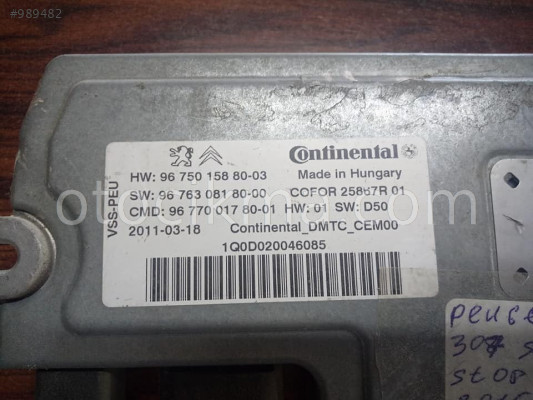 #989482
Continental
HW: 96 750 158 80-03
Made in Hungary
SW: 96 763 081 80-00
COFOR 25867R 01
CMD: 96 770 017 80-01
HW: 01 SW: D50
2011-03-18
Continental_DMTC_CEM00
1Q0D020046085
VSS-PEU
peuge
307 s
stop